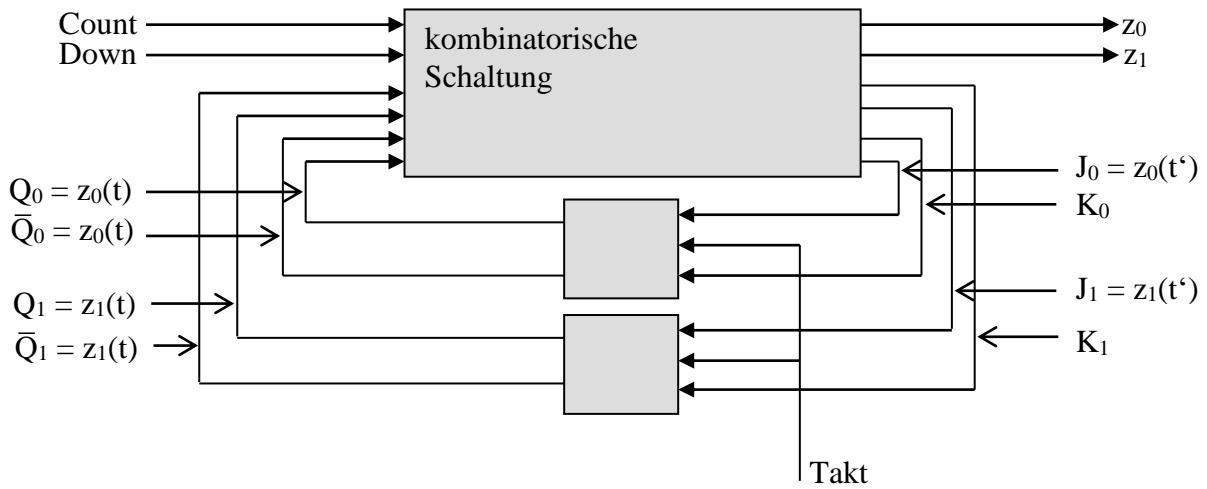 Count
Down
kombinatorische
Schaltung
z₀
z₁
Q₀ = z₀(t)
Q̅₀ = z₀(t)
Q₁ = z₁(t)
Q̅₁ = z₁(t)
J₀ = z₀(t‘)
K₀
J₁ = z₁(t‘)
K₁
Takt